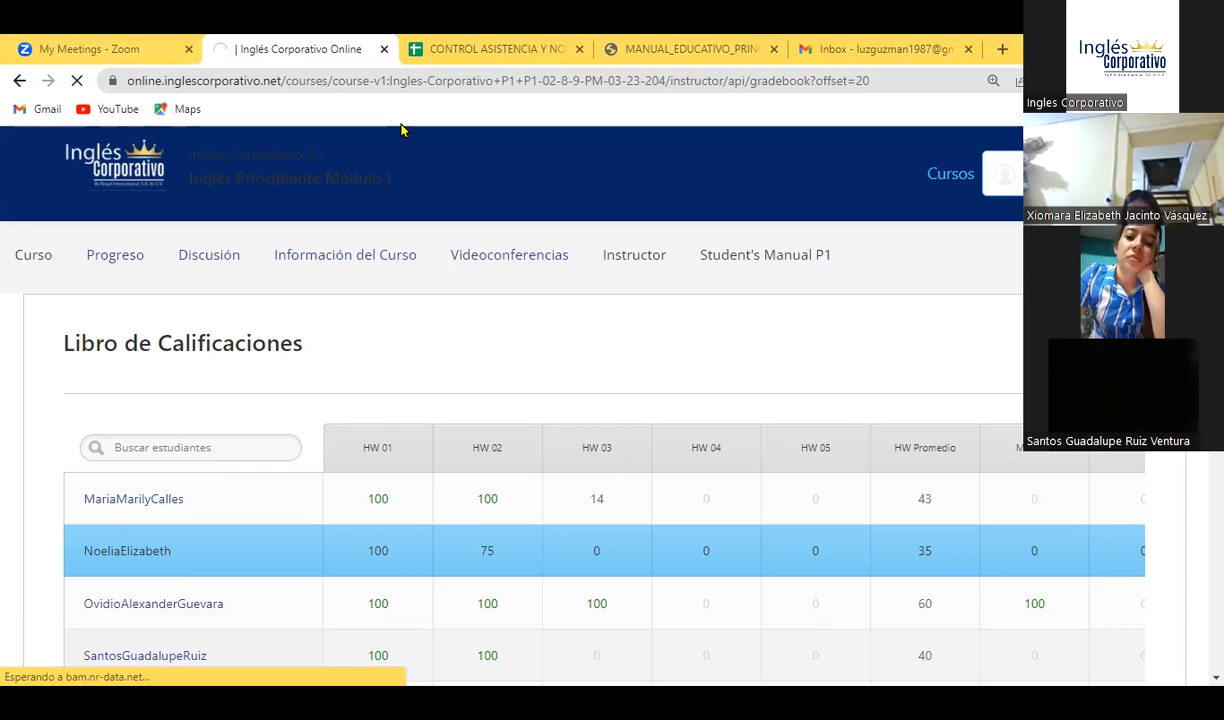 My Meetings - Zoom
| Inglés Corporativo Online
CONTROL ASISTENCIA Y NO
MANUAL_EDUCATIVO_PRIN
Inbox - luzguzman1987@gm
online.inglescorporativo.net/courses/course-v1:Ingles-Corporativo+P1+P1-02-8-9-PM-03-23-204/instructor/api/gradebook?offset=20
Gmail
YouTube
Maps
Inglés
Corporativo
By Royal International, S.A. de C.V.
Ingles Corporativo: P1
Inglés Principiante Módulo 1
Cursos
Curso
Progreso
Discusión
Información del Curso
Videoconferencias
Instructor
Student's Manual P1
Libro de Calificaciones
Buscar estudiantes
HW 01
HW 02
HW 03
HW 04
HW 05
HW Promedio
MariaMarilyCalles
100
100
14
0
0
43
0
NoeliaElizabeth
100
75
0
0
0
35
0
OvidioAlexanderGuevara
100
100
100
0
0
60
100
SantosGuadalupeRuiz
100
100
0
0
0
40
0
Esperando a bam.nr-data.net...
Inglés
Corporativo
Ingles Corporativo
Xiomara Elizabeth Jacinto Vásquez
Santos Guadalupe Ruiz Ventura